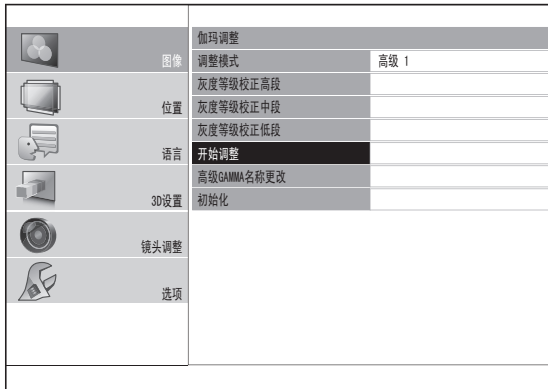 图像
位置
语言
3D设置
镜头调整
选项
伽玛调整
调整模式 高级 1
灰度等级校正高段
灰度等级校正中段
灰度等级校正低段
开始调整
高级GAMMA名称更改
初始化